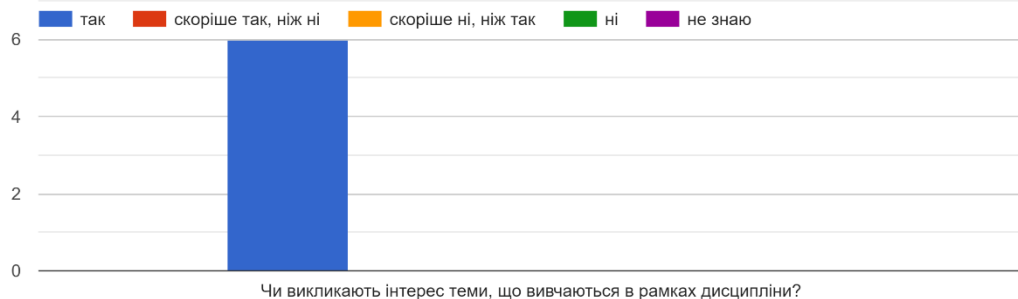 так скоріше так, ніж ні скоріше ні, ніж так ні не знаю
6
4
2
0
Чи викликають інтерес теми, що вивчаються в рамках дисципліни?